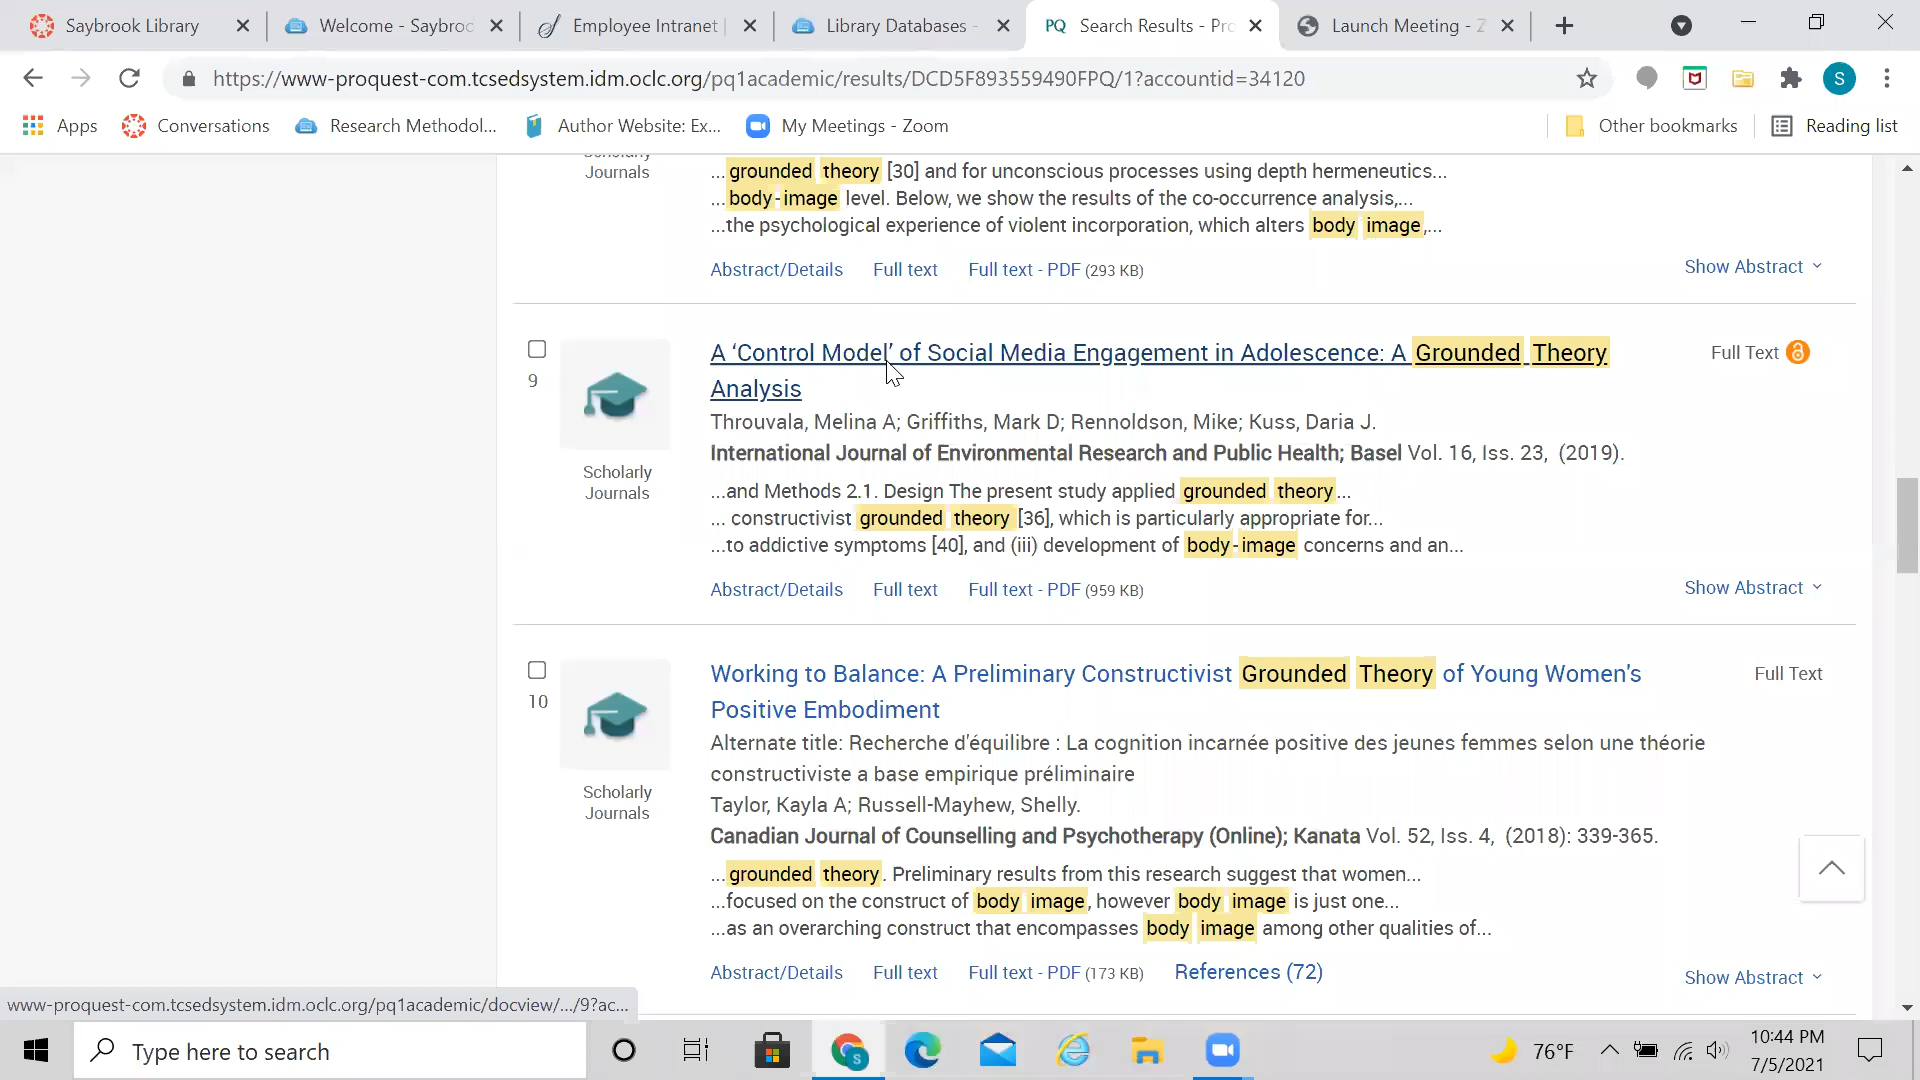 Saybrook Library
Welcome - Saybroo
Employee Intranet
Library Databases -
PQ Search Results - Pro
Launch Meeting - Z
https://www-proquest-com.tcsedsystem.idm.oclc.org/pq1academic/results/DCD5F893559490FPQ/1?accountid=34120
S
Apps
Conversations
Research Methodol...
Author Website: Ex...
My Meetings - Zoom
Other bookmarks
Reading list
Scholarly
Journals
...grounded theory [30] and for unconscious processes using depth hermeneutics...
...body-image level. Below, we show the results of the co-occurrence analysis,...
...the psychological experience of violent incorporation, which alters body image,...
Abstract/Details Full text Full text - PDF (293 KB)
Show Abstract
9
A ‘Control Model’ of Social Media Engagement in Adolescence: A Grounded Theory
Analysis
Full Text
Throuvala, Melina A; Griffiths, Mark D; Rennoldson, Mike; Kuss, Daria J.
International Journal of Environmental Research and Public Health; Basel Vol. 16, Iss. 23, (2019).
Scholarly
Journals
...and Methods 2.1. Design The present study applied grounded theory...
... constructivist grounded theory [36], which is particularly appropriate for...
...to addictive symptoms [40], and (iii) development of body-image concerns and an...
Abstract/Details Full text Full text - PDF (959 KB)
Show Abstract
10
Working to Balance: A Preliminary Constructivist Grounded Theory of Young Women's
Positive Embodiment
Full Text
Alternate title: Recherche d'équilibre : La cognition incarnée positive des jeunes femmes selon une théorie
constructiviste a base empirique préliminaire
Scholarly
Journals
Taylor, Kayla A; Russell-Mayhew, Shelly.
Canadian Journal of Counselling and Psychotherapy (Online); Kanata Vol. 52, Iss. 4, (2018): 339-365.
...grounded theory. Preliminary results from this research suggest that women...
...focused on the construct of body image, however body image is just one...
...as an overarching construct that encompasses body image among other qualities of...
Abstract/Details Full text Full text - PDF (173 KB) References (72)
Show Abstract
www-proquest-com.tcsedsystem.idm.oclc.org/pq1academic/docview/.../9?ac...
Type here to search
S
76°F
10:44 PM
7/5/2021